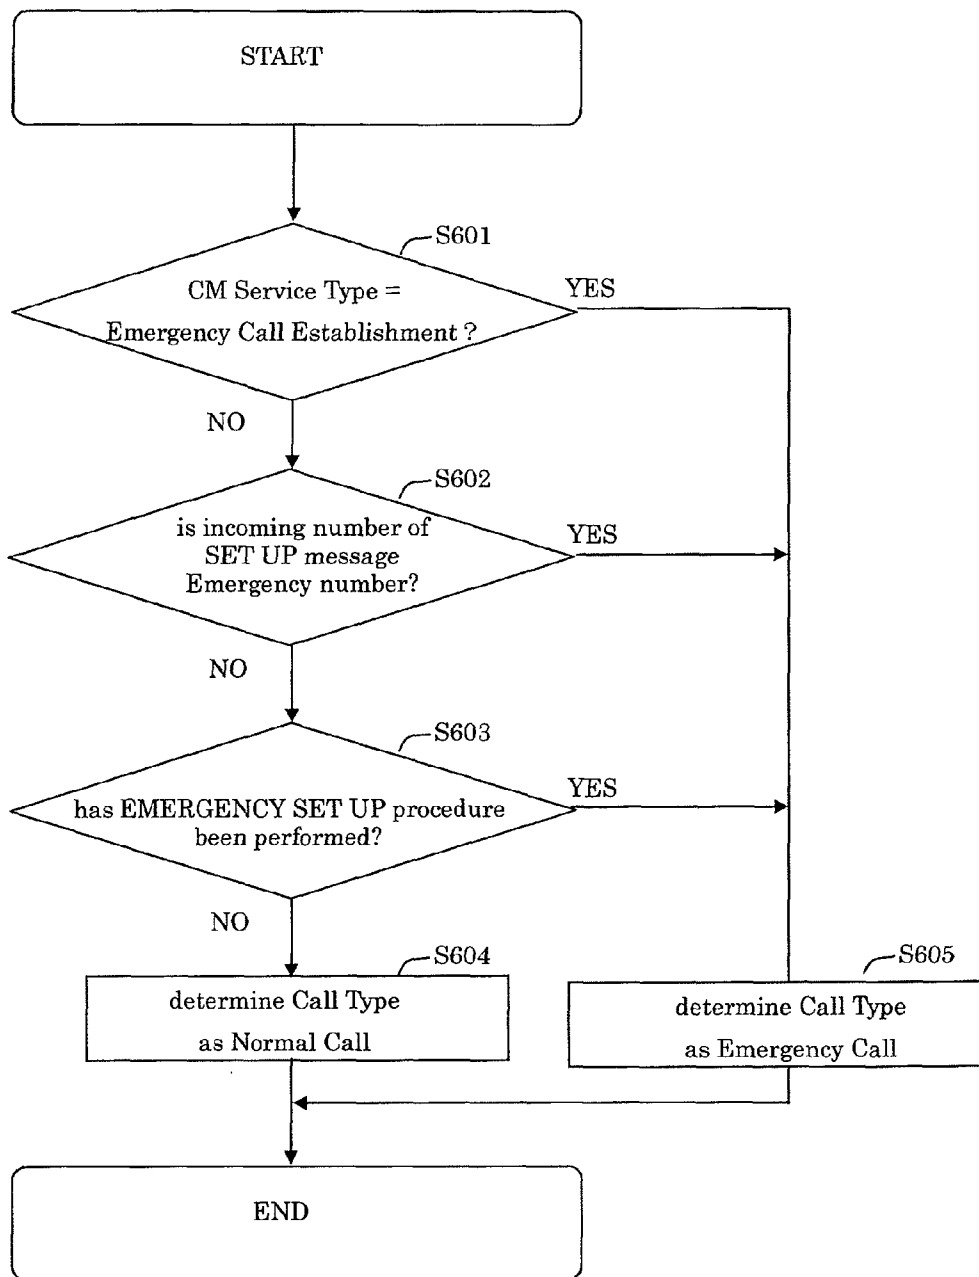 START
S601
CM Service Type =
Emergency Call Establishment ?
YES
NO
S602
is incoming number of
SET UP message
Emergency number?
YES
NO
S603
has EMERGENCY SET UP procedure
been performed?
YES
NO
S604
determine Call Type
as Normal Call
S605
determine Call Type
as Emergency Call
END